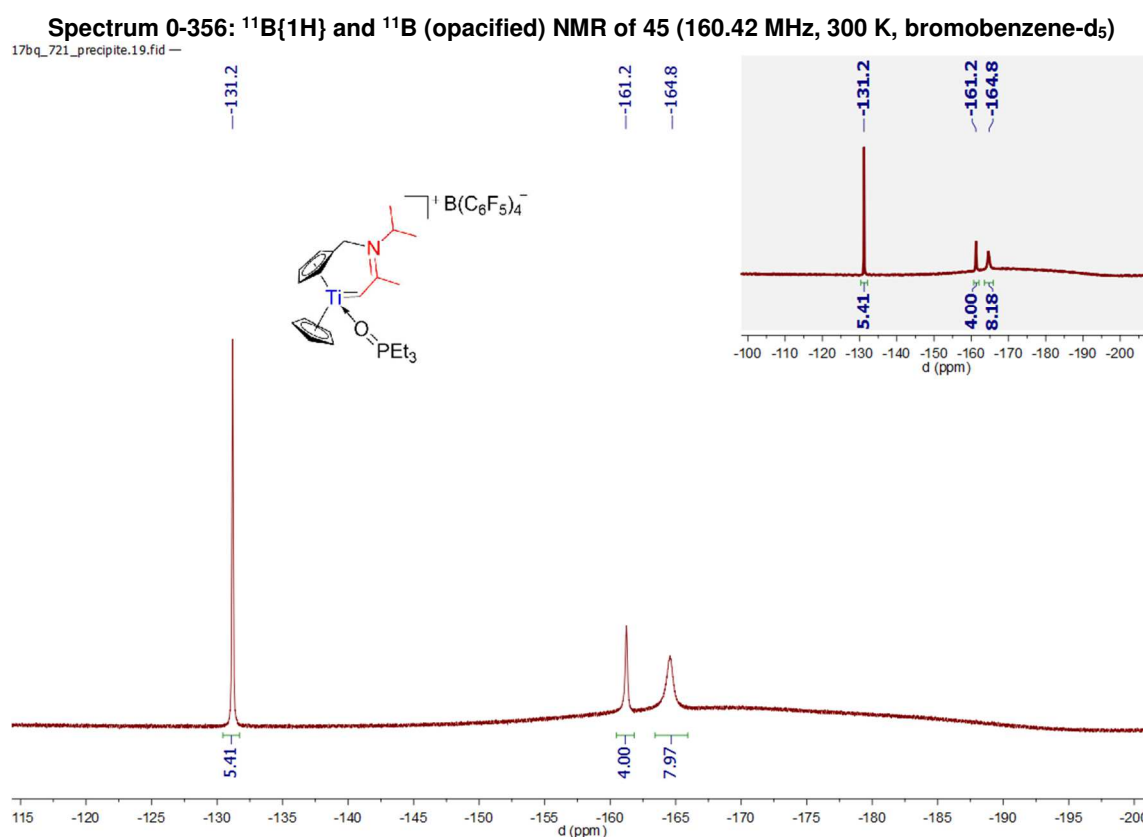 Spectrum 0-356: ¹¹B{1H} and ¹¹B (opacified) NMR of 45 (160.42 MHz, 300 K, bromobenzene-d₅)
17bq_721_precipite.19.fid —
-131.2
-161.2
-164.8
-131.2
-161.2
-164.8
5.41
4.00
8.18
-100 -110 -120 -130 -140 -150 -160 -170 -180 -190 -200
d (ppm)
+ B(C₆F₅)₄⁻
N
Ti
O
PEt₃
5.41
4.00
7.97
115 -120 -125 -130 -135 -140 -145 -150 -155 -160 -165 -170 -175 -180 -185 -190 -195 -20
d (ppm)